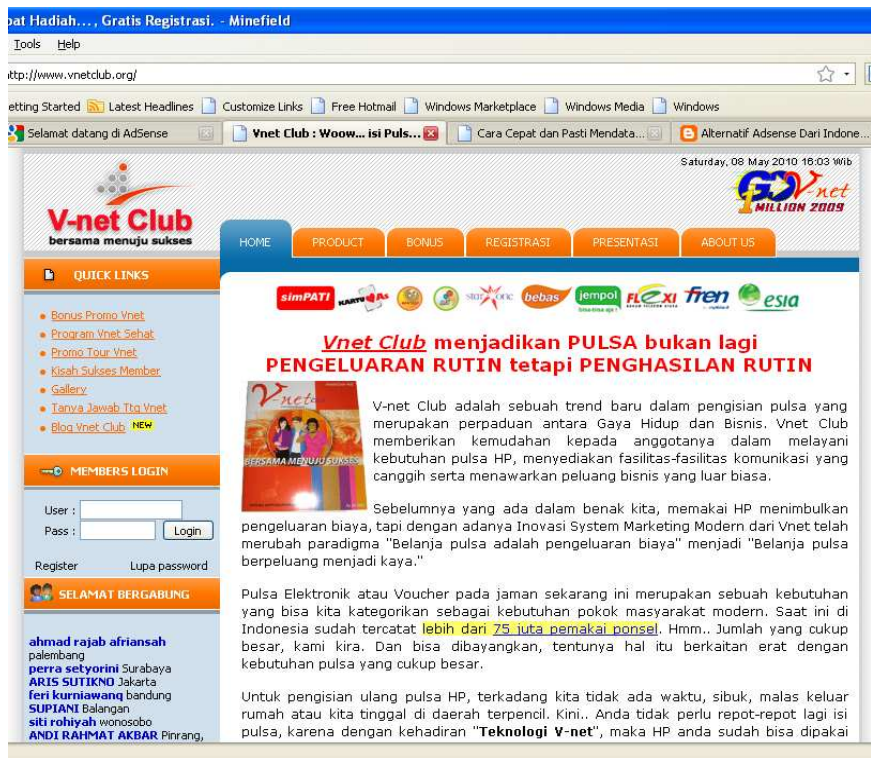 pat Hadiah..., Gratis Registrasi. - Minefield
Tools Help
http://www.vnetclub.org/
etting Started Latest Headlines Customize Links Free Hotmail Windows Marketplace Windows Media Windows
Selamat datang di AdSense Vnet Club : Woow... isi Puls... Cara Cepat dan Pasti Mendata... Alternatif Adsense Dari Indone...
Saturday, 08 May 2010 16:03 Wib
GO V-net
1 MILLION 2009
V-net Club
bersama menuju sukses
HOME PRODUCT BONUS REGISTRASI PRESENTASI ABOUT US
QUICK LINKS
Bonus Promo Vnet
Program Vnet Sehat
Promo Tour Vnet
Kisah Sukses Member
Gallery
Tanya Jawab Ttg Vnet
Blog Vnet Club NEW
MEMBERS LOGIN
User :
Pass : Login
Register Lupa password
SELAMAT BERGABUNG
ahmad rajab afriansah
palembang
perra setyorini Surabaya
ARIS SUTIKNO Jakarta
feri kurniawanq bandung
SUPIANI Balangan
siti rohiyah wonosobo
ANDI RAHMAT AKBAR Pinrang,
simPATI KARTU As starone bebas jempol FLEXI fren esia
Vnet Club menjadikan PULSA bukan lagi
PENGELUARAN RUTIN tetapi PENGHASILAN RUTIN
V-net
BERSAMA MENUJU SUKSES
V-net Club adalah sebuah trend baru dalam pengisian pulsa yang
merupakan perpaduan antara Gaya Hidup dan Bisnis. Vnet Club
memberikan kemudahan kepada anggotanya dalam melayani
kebutuhan pulsa HP, menyediakan fasilitas-fasilitas komunikasi yang
canggih serta menawarkan peluang bisnis yang luar biasa.
Sebelumnya yang ada dalam benak kita, memakai HP menimbulkan
pengeluaran biaya, tapi dengan adanya Inovasi System Marketing Modern dari Vnet telah
merubah paradigma "Belanja pulsa adalah pengeluaran biaya" menjadi "Belanja pulsa
berpeluang menjadi kaya."
Pulsa Elektronik atau Voucher pada jaman sekarang ini merupakan sebuah kebutuhan
yang bisa kita kategorikan sebagai kebutuhan pokok masyarakat modern. Saat ini di
Indonesia sudah tercatat lebih dari 75 juta pemakai ponsel. Hmm.. Jumlah yang cukup
besar, kami kira. Dan bisa dibayangkan, tentunya hal itu berkaitan erat dengan
kebutuhan pulsa yang cukup besar.
Untuk pengisian ulang pulsa HP, terkadang kita tidak ada waktu, sibuk, malas keluar
rumah atau kita tinggal di daerah terpencil. Kini.. Anda tidak perlu repot-repot lagi isi
pulsa, karena dengan kehadiran "Teknologi V-net", maka HP anda sudah bisa dipakai